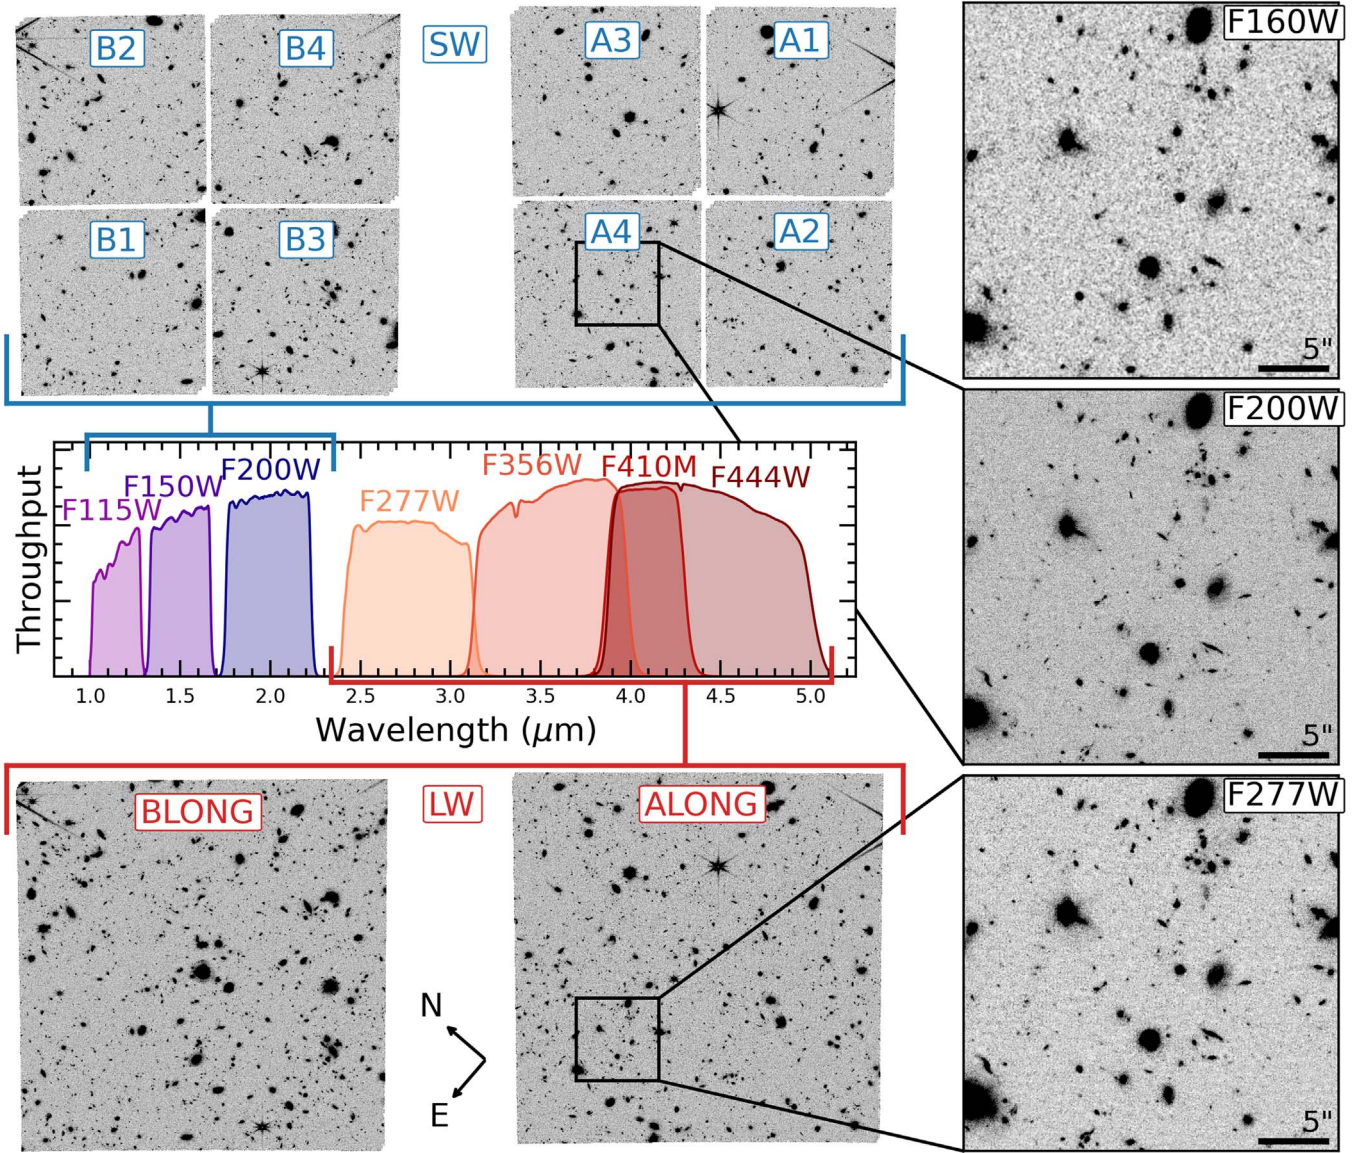 B2
B4
SW
A3
A1
F160W
B1
B3
A4
A2
5"
F200W
5"
Throughput
F115W
F150W
F200W
F277W
F356W
F410M
F444W
1.0 1.5 2.0 2.5 3.0 3.5 4.0 4.5 5.0
Wavelength (μm)
BLONG
LW
ALONG
F277W
N
E
5"